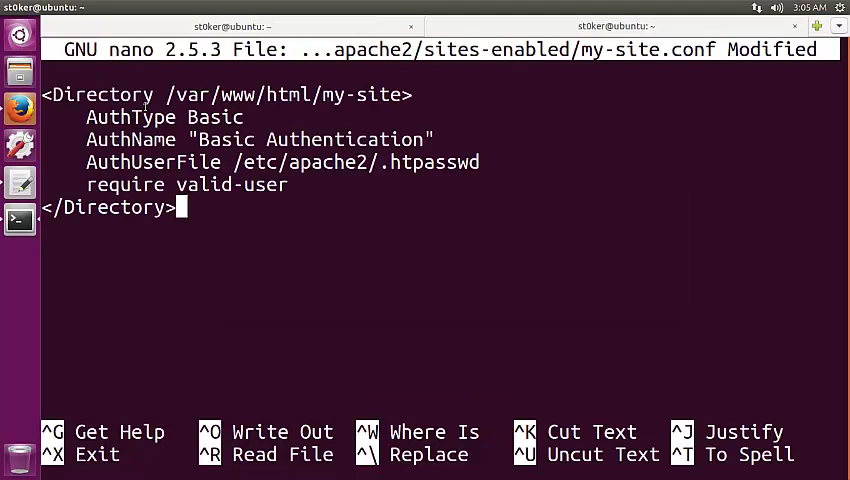 st0ker@ubuntu: ~
3:05 AM
st0ker@ubuntu: ~ × st0ker@ubuntu: ~ ×
GNU nano 2.5.3 File: ...apache2/sites-enabled/my-site.conf Modified
<Directory /var/www/html/my-site>
AuthType Basic
AuthName "Basic Authentication"
AuthUserFile /etc/apache2/.htpasswd
require valid-user
</Directory>
^G Get Help ^O Write Out ^W Where Is ^K Cut Text ^J Justify
^X Exit ^R Read File ^\ Replace ^U Uncut Text ^T To Spell